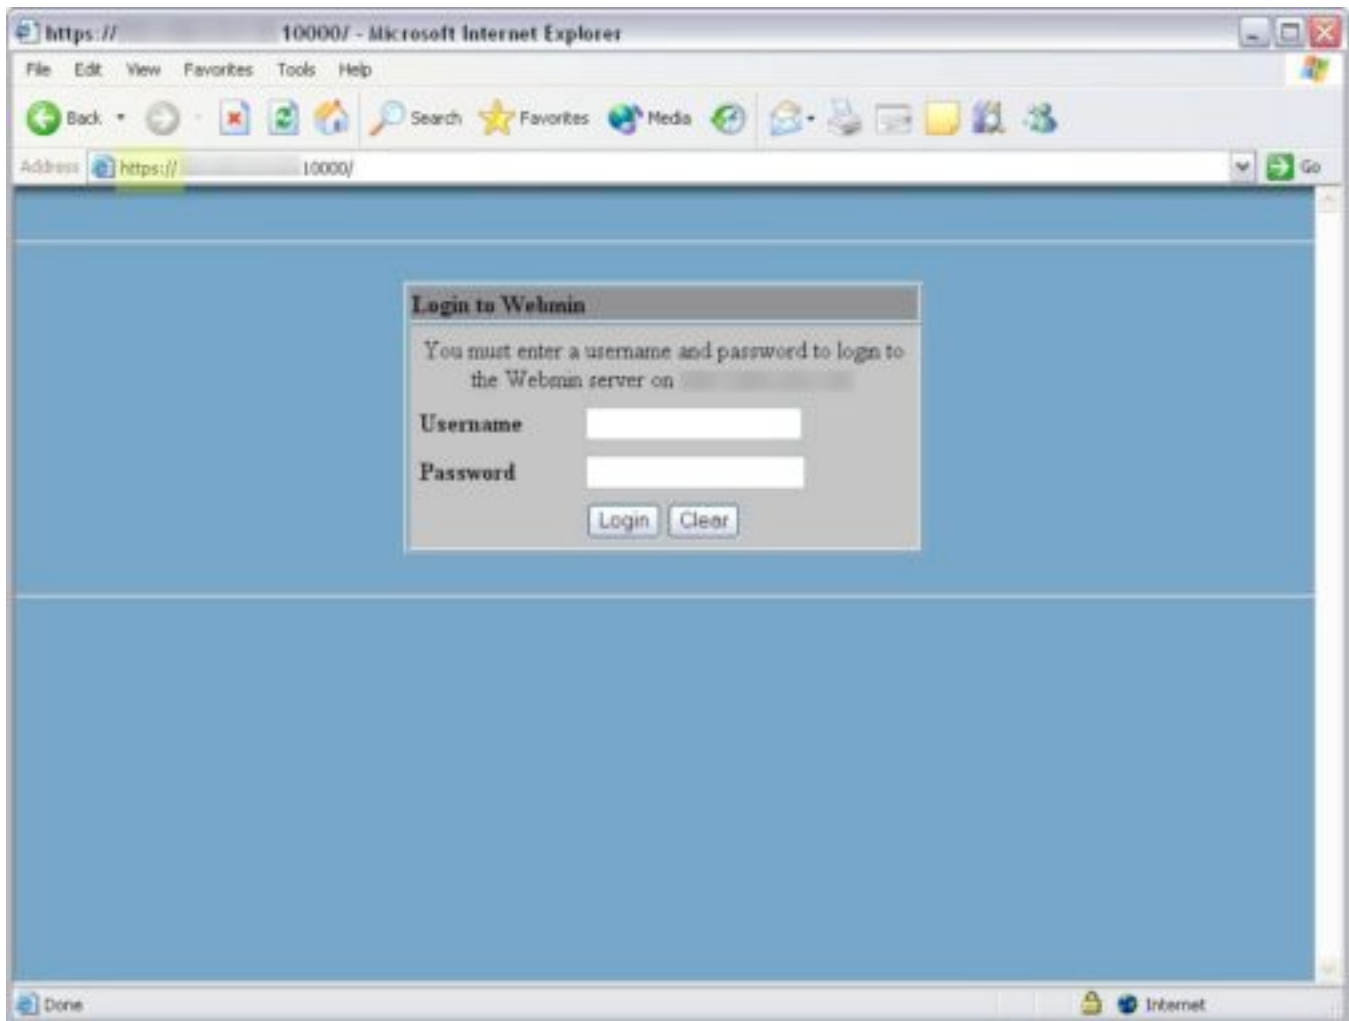 https:// 10000/ - Microsoft Internet Explorer
File Edit View Favorites Tools Help
Back Search Favorites Media
Address https:// 10000/ Go
Login to Webmin
You must enter a username and password to login to
the Webmin server on
Username
Password
Login Clear
Done Internet